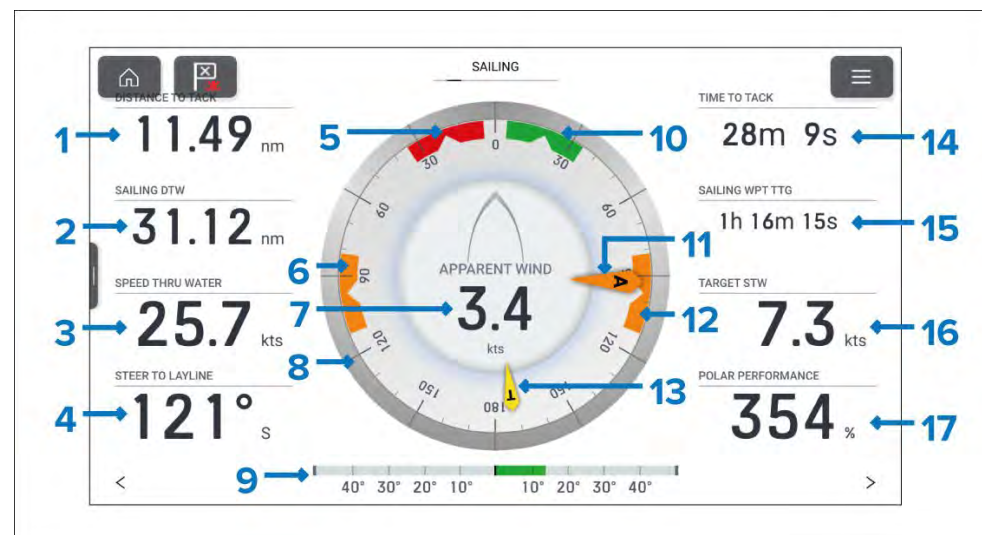 SAILING
DISTANCE TO TACK
1
11.49 nm
SAILING DTW
2
31.12 nm
SPEED THRU WATER
3
25.7 kts
STEER TO LAYLINE
4
121° S
5
6
7
8
9
0
30
30
60
60
90
120
120
150
150
180
APPARENT WIND
3.4
kts
A
T
10
11
12
13
TIME TO TACK
28m 9s
14
SAILING WPT TTG
1h 16m 15s
15
TARGET STW
7.3 kts
16
POLAR PERFORMANCE
354 %
17
< >
40° 30° 20° 10° 10° 20° 30° 40°